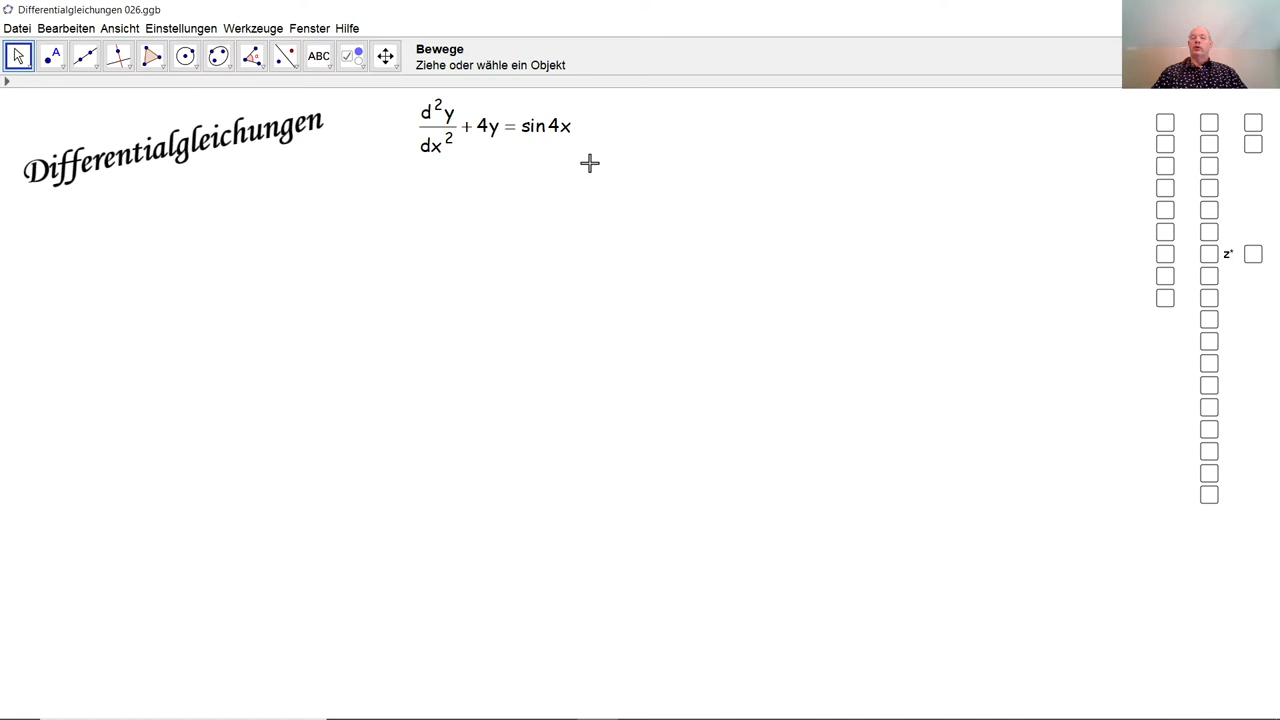 Differentialgleichungen 026.ggb
Datei Bearbeiten Ansicht Einstellungen Werkzeuge Fenster Hilfe
A ABC
Bewege
Ziehe oder wähle ein Objekt
Differentialgleichungen
d²y/dx² + 4y = sin 4x
z*